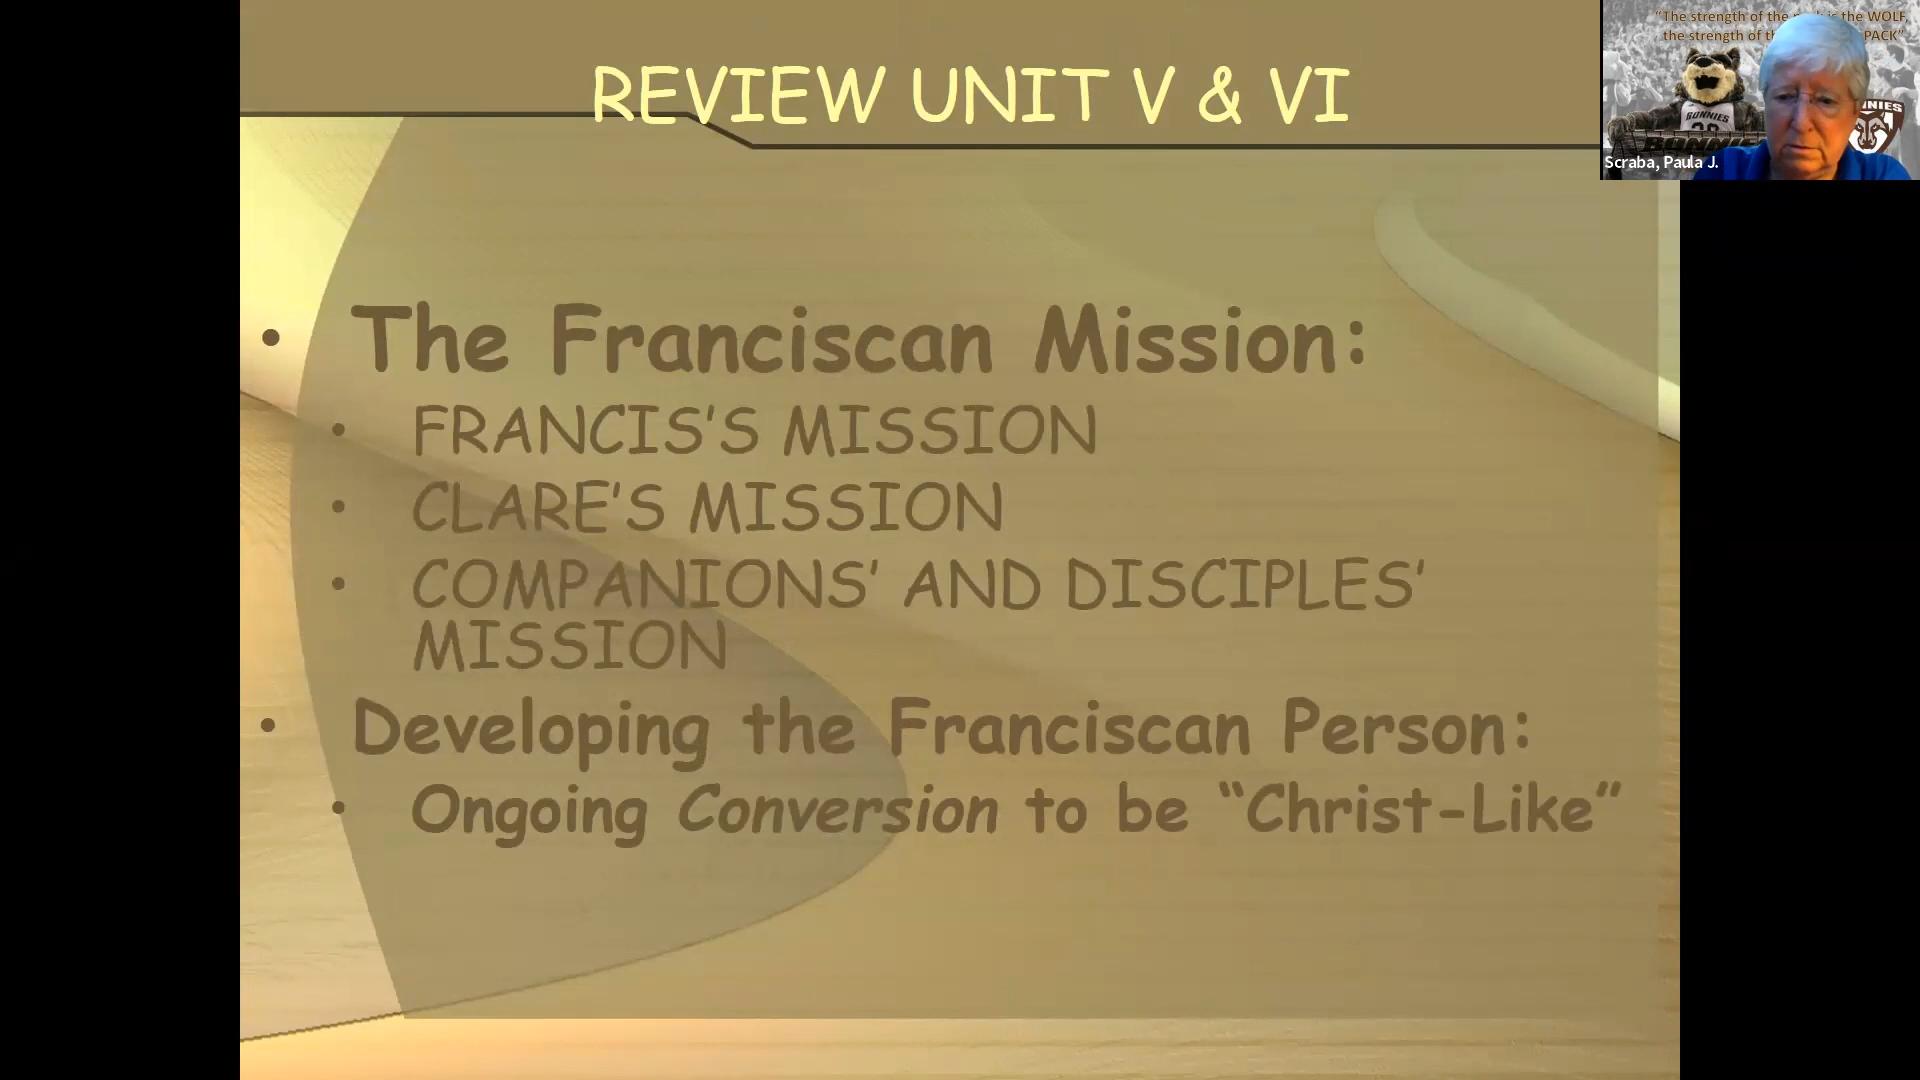 REVIEW UNIT V & VI
“The strength of the is the WOLF,
the strength of th PACK”
BONNIES
Scraba, Paula J.
• The Franciscan Mission:
• FRANCIS’S MISSION
• CLARE’S MISSION
• COMPANIONS’ AND DISCIPLES’
MISSION
• Developing the Franciscan Person:
• Ongoing Conversion to be “Christ-Like”